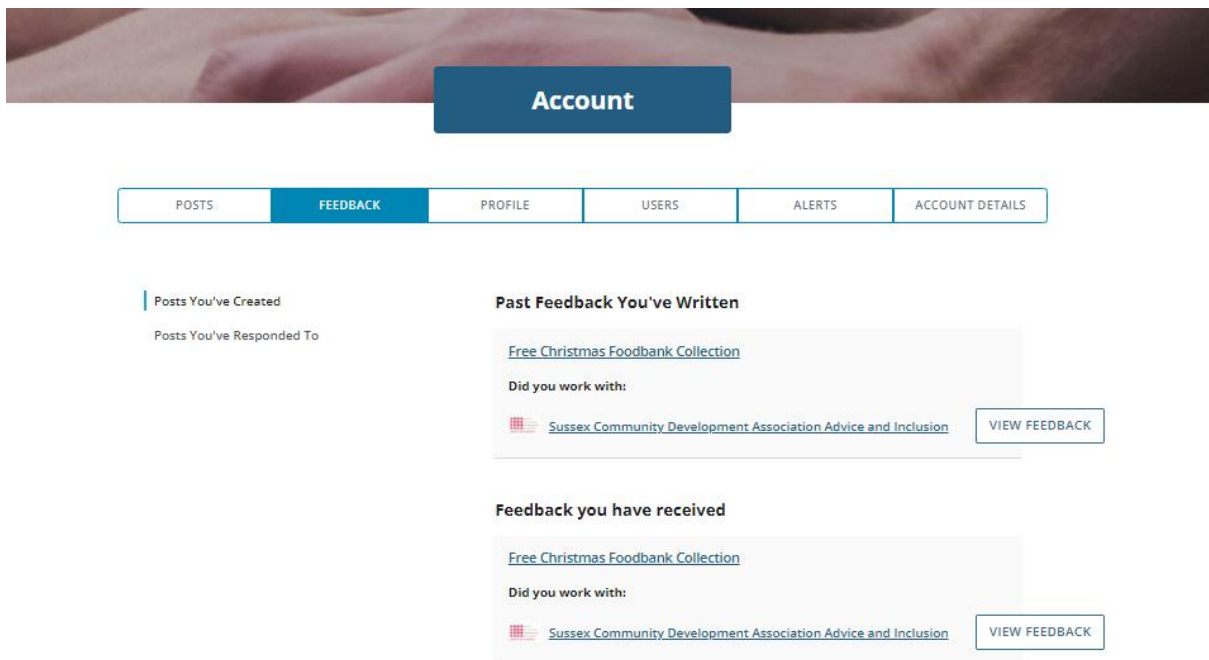 Account
POSTS FEEDBACK PROFILE USERS ALERTS ACCOUNT DETAILS
Posts You've Created
Posts You've Responded To
Past Feedback You've Written
Free Christmas Foodbank Collection
Did you work with:
Sussex Community Development Association Advice and Inclusion VIEW FEEDBACK
Feedback you have received
Free Christmas Foodbank Collection
Did you work with:
Sussex Community Development Association Advice and Inclusion VIEW FEEDBACK